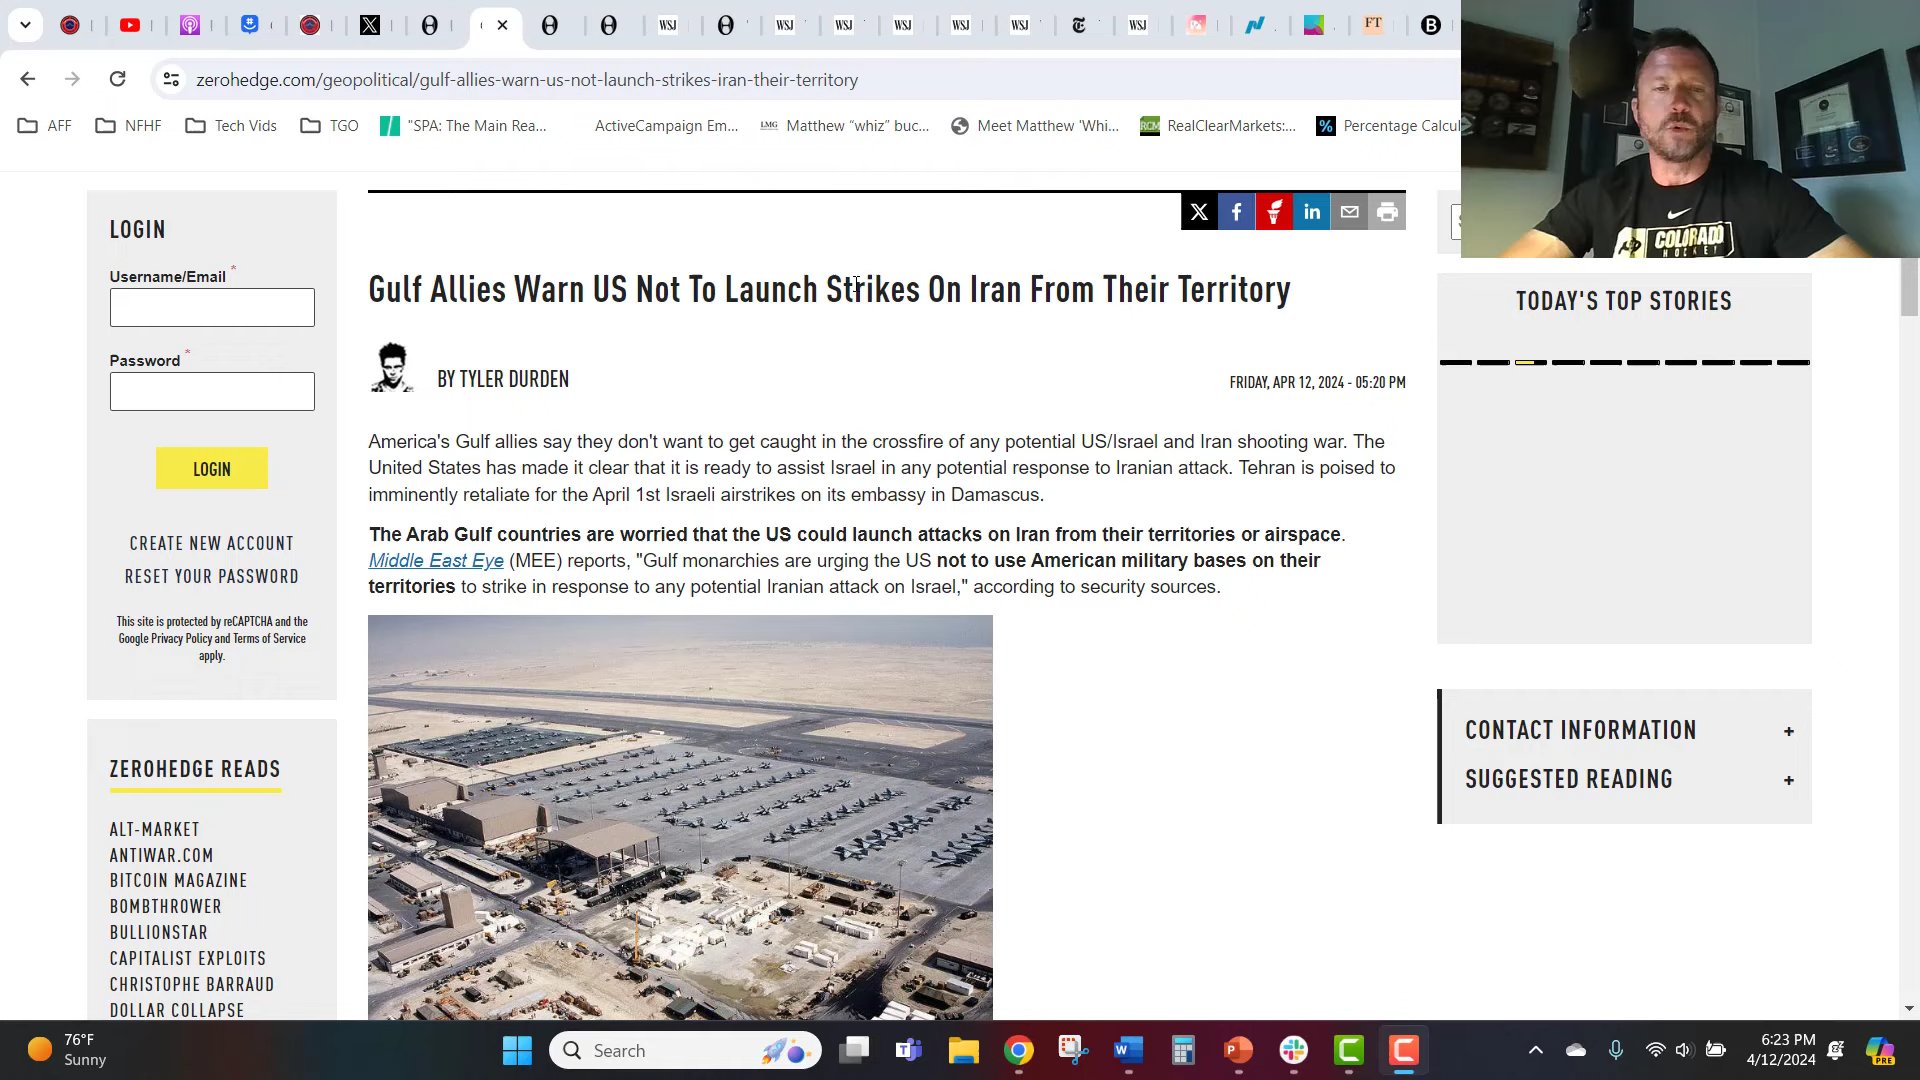 WSJ
WSJ
WSJ
WSJ
WSJ
WSJ
WSJ
FT
B
zerohedge.com/geopolitical/gulf-allies-warn-us-not-launch-strikes-iran-their-territory
AFF
NFHF
Tech Vids
TGO
"SPA: The Main Rea...
ActiveCampaign Em...
LMG
Matthew “whiz” buc...
Meet Matthew 'Whi...
RCM
RealClearMarkets:...
%
Percentage Calcul
COLORADO
HOCKEY
LOGIN
Username/Email *
Password *
LOGIN
CREATE NEW ACCOUNT
RESET YOUR PASSWORD
This site is protected by reCAPTCHA and the
Google Privacy Policy and Terms of Service
apply.
ZEROHEDGE READS
ALT-MARKET
ANTIWAR.COM
BITCOIN MAGAZINE
BOMBTHROWER
BULLIONSTAR
CAPITALIST EXPLOITS
CHRISTOPHE BARRAUD
DOLLAR COLLAPSE
Gulf Allies Warn US Not To Launch Strikes On Iran From Their Territory
BY TYLER DURDEN
FRIDAY, APR 12, 2024 - 05:20 PM
America's Gulf allies say they don't want to get caught in the crossfire of any potential US/Israel and Iran shooting war. The
United States has made it clear that it is ready to assist Israel in any potential response to Iranian attack. Tehran is poised to
imminently retaliate for the April 1st Israeli airstrikes on its embassy in Damascus.
The Arab Gulf countries are worried that the US could launch attacks on Iran from their territories or airspace.
Middle East Eye (MEE) reports, "Gulf monarchies are urging the US not to use American military bases on their
territories to strike in response to any potential Iranian attack on Israel," according to security sources.
TODAY'S TOP STORIES
CONTACT INFORMATION +
SUGGESTED READING +
76°F
Sunny
Search
6:23 PM
4/12/2024
PRE